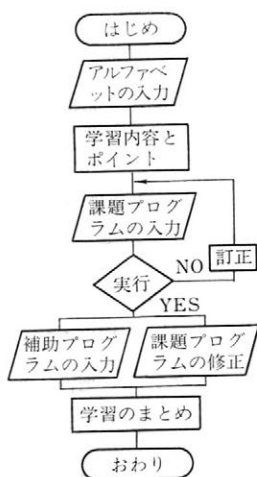 はじめ
アルファベ
ットの入力
学習内容と
ポイント
課題プログ
ラムの入力
訂正
実行
NO
YES
補助プログ
ラムの入力
課題プログ
ラムの修正
学習のまとめ
おわり